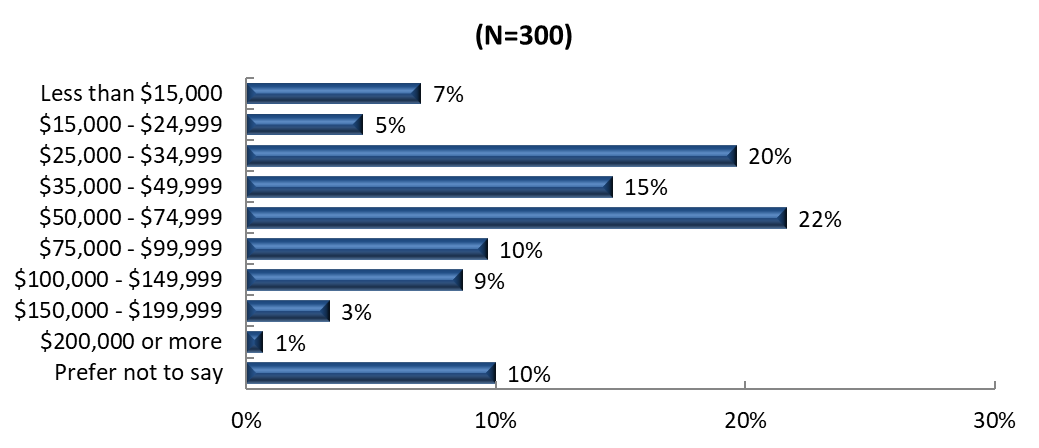 (N=300)
Less than $15,000 7%
$15,000 - $24,999 5%
$25,000 - $34,999 20%
$35,000 - $49,999 15%
$50,000 - $74,999 22%
$75,000 - $99,999 10%
$100,000 - $149,999 9%
$150,000 - $199,999 3%
$200,000 or more 1%
Prefer not to say 10%
0% 10% 20% 30%